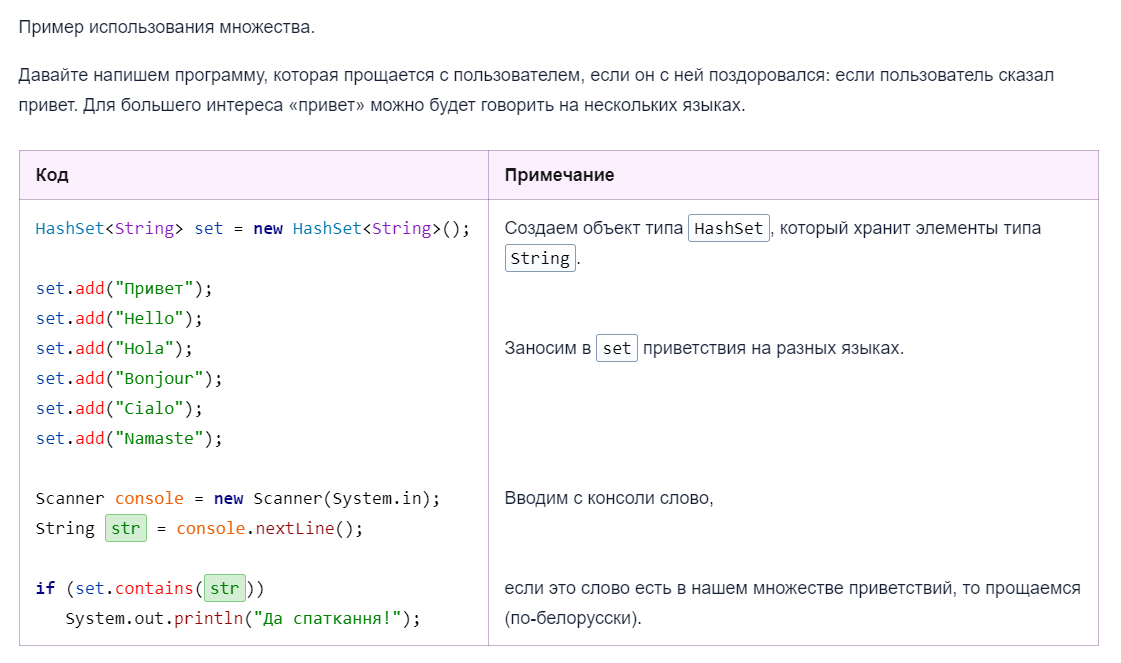 Пример использования множества.
Давайте напишем программу, которая прощается с пользователем, если он с ней поздоровался: если пользователь сказал
привет. Для большего интереса «привет» можно будет говорить на нескольких языках.
Код
Примечание
HashSet<String> set = new HashSet<String>();
Создаем объект типа HashSet, который хранит элементы типа
String.
set.add("Привет");
set.add("Hello");
set.add("Hola");
Заносим в set приветствия на разных языках.
set.add("Bonjour");
set.add("Cialo");
set.add("Namaste");
Scanner console = new Scanner(System.in);
Вводим с консоли слово,
String str = console.nextLine();
if (set.contains(str))
если это слово есть в нашем множестве приветствий, то прощаемся
System.out.println("Да спаткання!");
(по-белорусски).